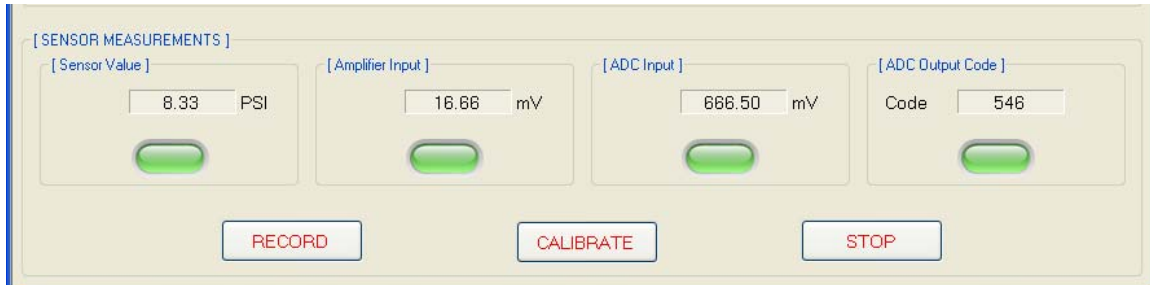 [ SENSOR MEASUREMENTS ]
[ Sensor Value ] [ Amplifier Input ] [ ADC Input ] [ ADC Output Code ]
8.33 PSI 16.66 mV 666.50 mV Code 546
RECORD CALIBRATE STOP